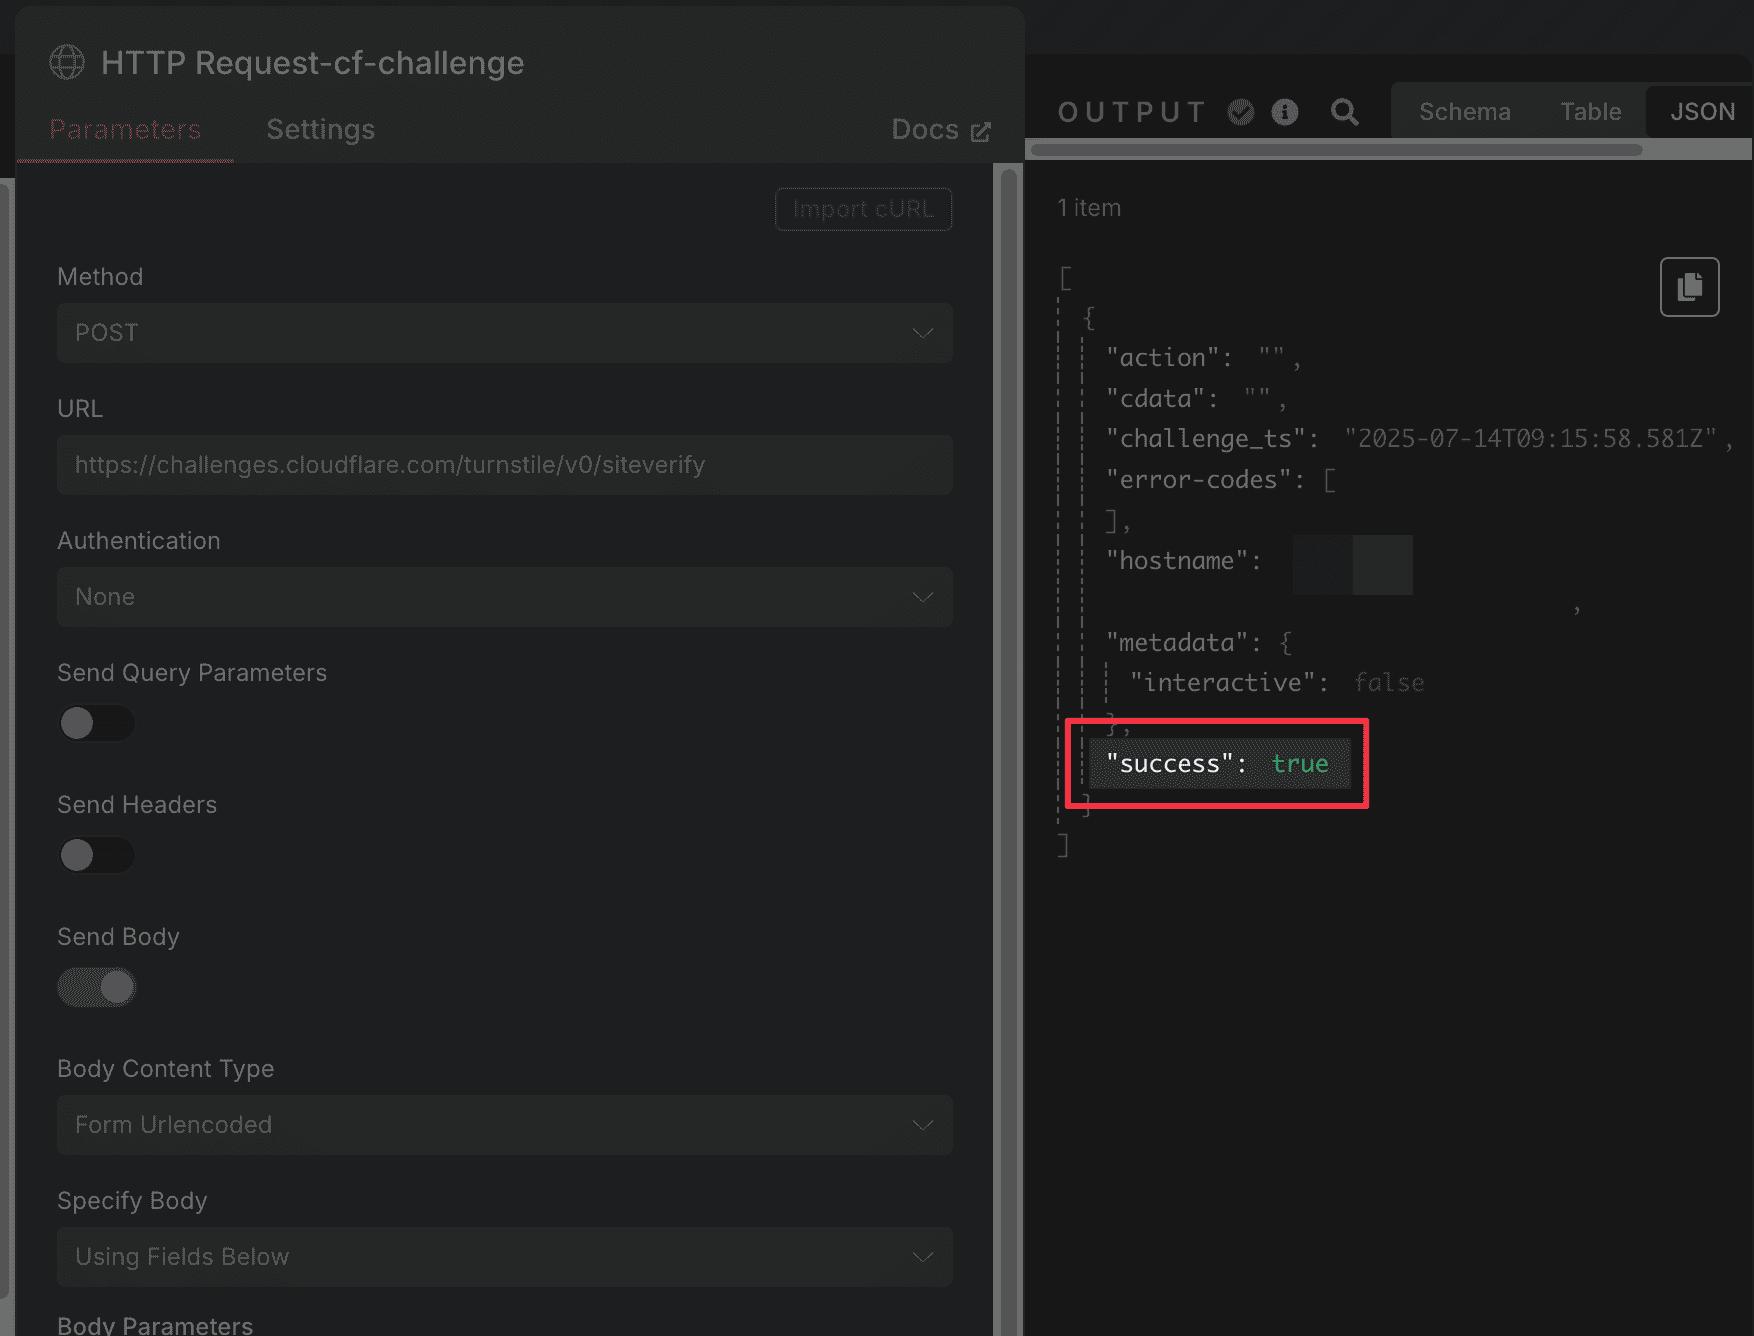 HTTP Request-cf-challenge
Parameters
Settings
Docs
Import cURL
Method
POST
URL
https://challenges.cloudflare.com/turnstile/v0/siteverify
Authentication
None
Send Query Parameters
Send Headers
Send Body
Body Content Type
Form Urlencoded
Specify Body
Using Fields Below
Body Parameters
OUTPUT
Schema
Table
JSON
1 item
[
{
"action": "",
"cdata": "",
"challenge_ts": "2025-07-14T09:15:58.581Z",
"error-codes": [
],
"hostname":
,
"metadata": {
"interactive": false
},
"success": true
}
]